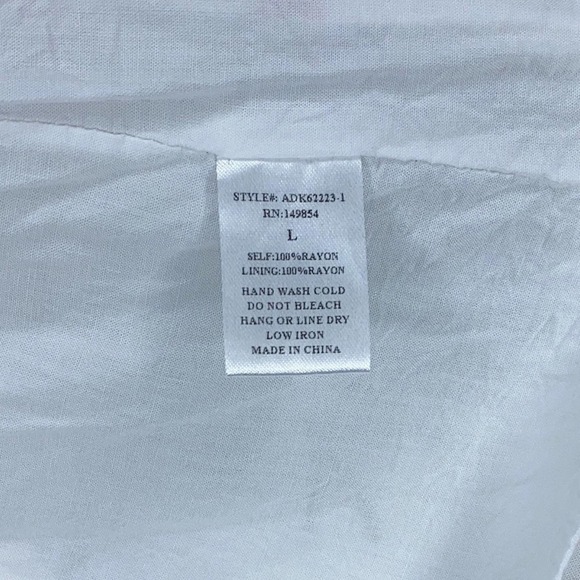 STYLE#: ADK62223-1
RN:149854
L
SELF:100%RAYON
LINING:100%RAYON
HAND WASH COLD
DO NOT BLEACH
HANG OR LINE DRY
LOW IRON
MADE IN CHINA